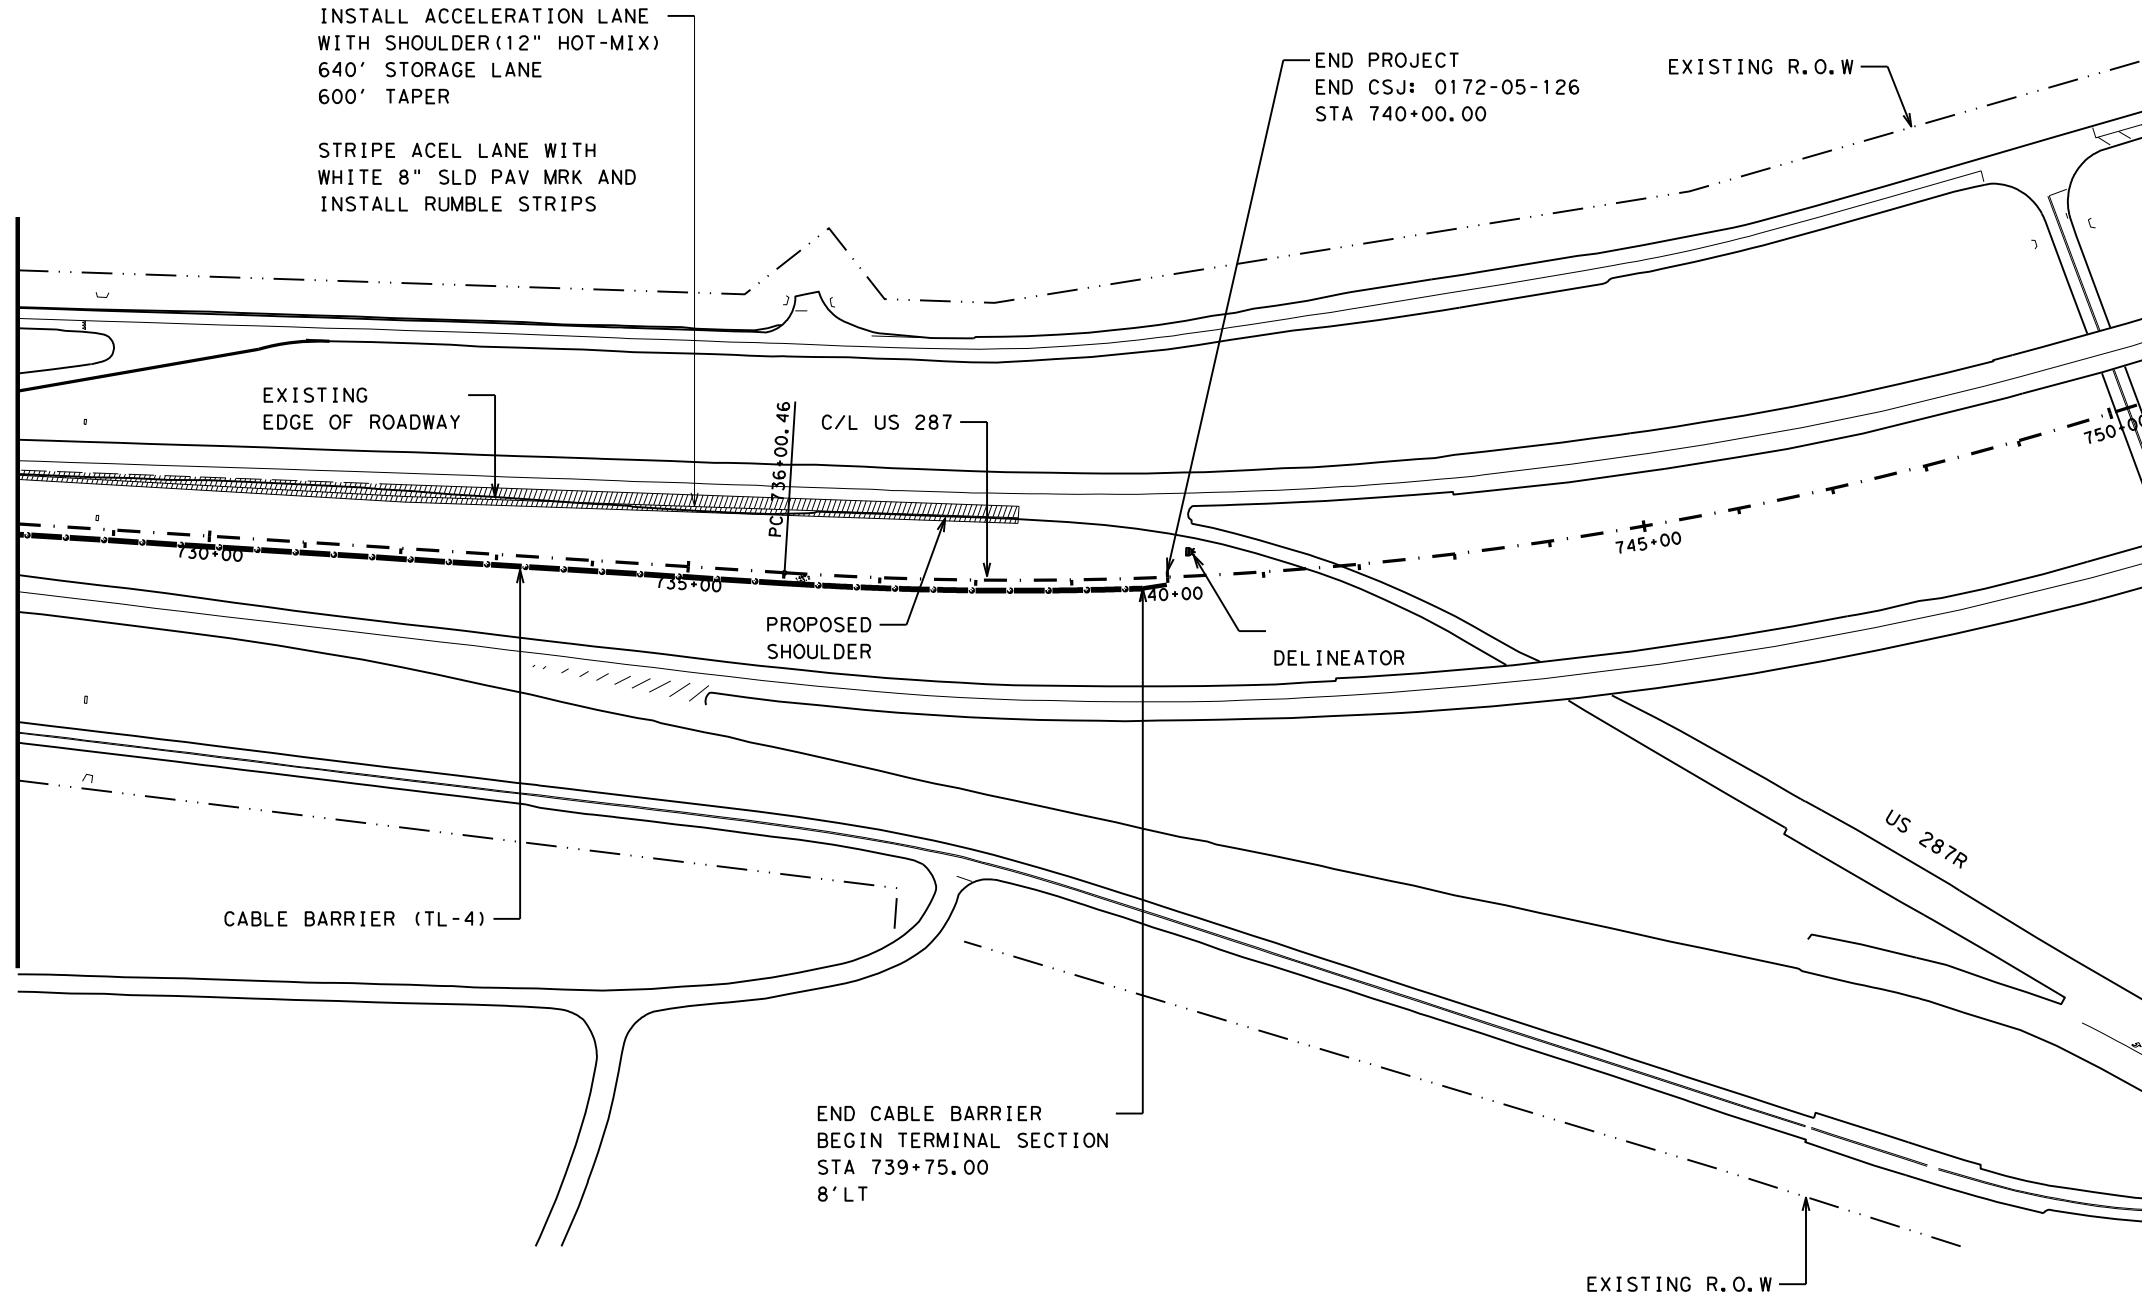 INSTALL ACCELERATION LANE
WITH SHOULDER(12" HOT-MIX)
640' STORAGE LANE
600' TAPER
STRIPE ACEL LANE WITH
WHITE 8" SLD PAV MRK AND
INSTALL RUMBLE STRIPS
END PROJECT
END CSJ: 0172-05-126
STA 740+00.00
EXISTING R.O.W
EXISTING
EDGE OF ROADWAY
PC 736+00.46
C/L US 287
750+00
745+00
730+00
735+00
40+00
PROPOSED
SHOULDER
DELINEATOR
US 287R
CABLE BARRIER (TL-4)
END CABLE BARRIER
BEGIN TERMINAL SECTION
STA 739+75.00
8'LT
EXISTING R.O.W